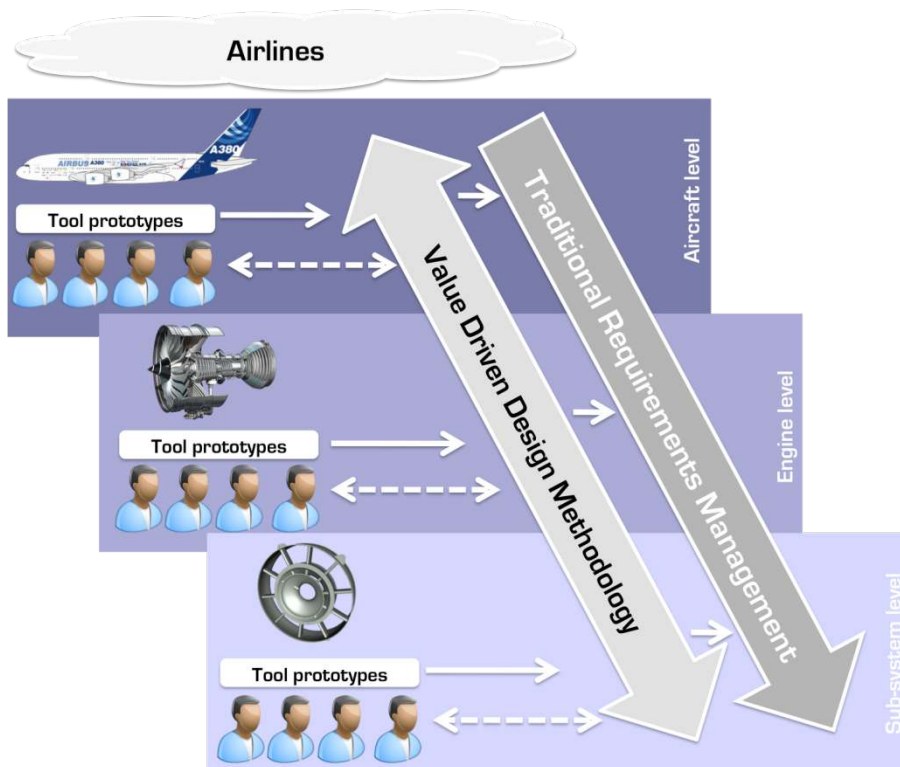 Airlines
A380
AIRBUS A380
Tool prototypes
Aircraft level
Value Driven Design Methodology
Traditional Requirements Management
Tool prototypes
Engine level
Tool prototypes
Sub-system level